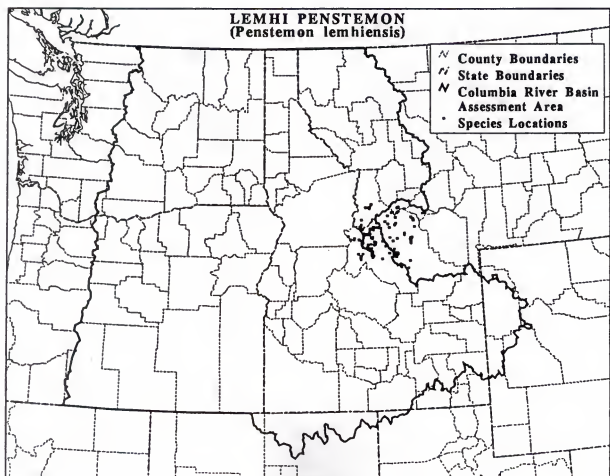 LEMHI PENSTEMON
(Penstemon lemhiensis)
County Boundaries
State Boundaries
Columbia River Basin
Assessment Area
Species Locations